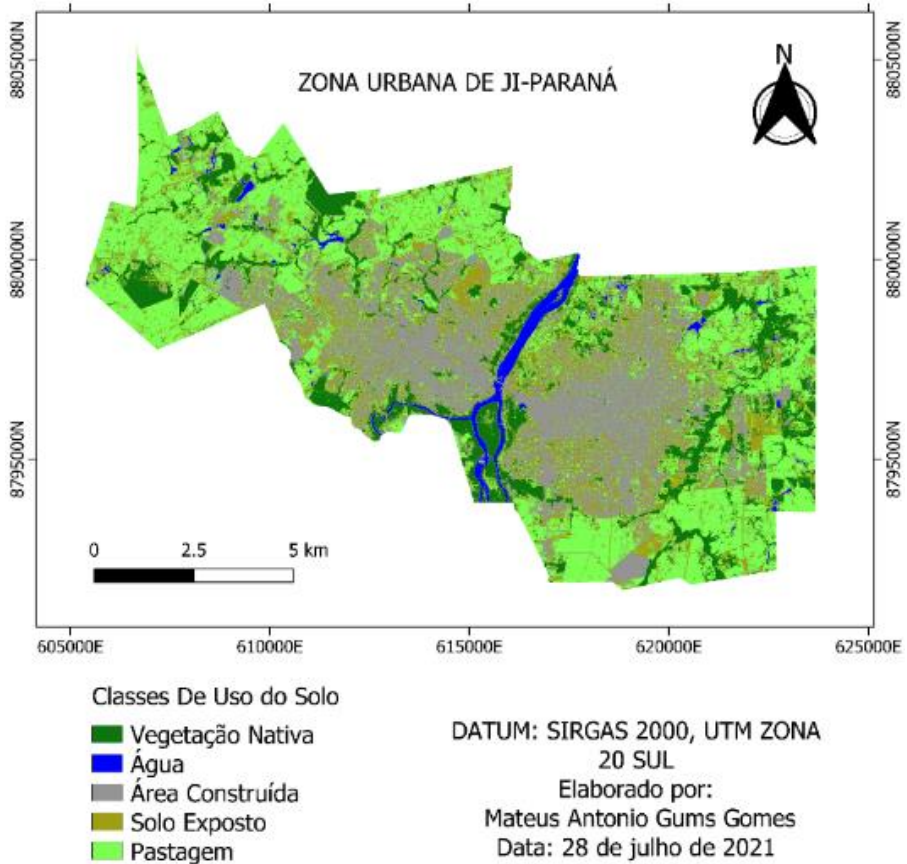 ZONA URBANA DE JI-PARANÁ
N
8805000N
8805000N
8800000N
8800000N
8795000N
8795000N
0 2.5 5 km
605000E 610000E 615000E 620000E 625000E
Classes De Uso do Solo
Vegetação Nativa
Água
Área Construída
Solo Exposto
Pastagem
DATUM: SIRGAS 2000, UTM ZONA
20 SUL
Elaborado por:
Mateus Antonio Gums Gomes
Data: 28 de julho de 2021